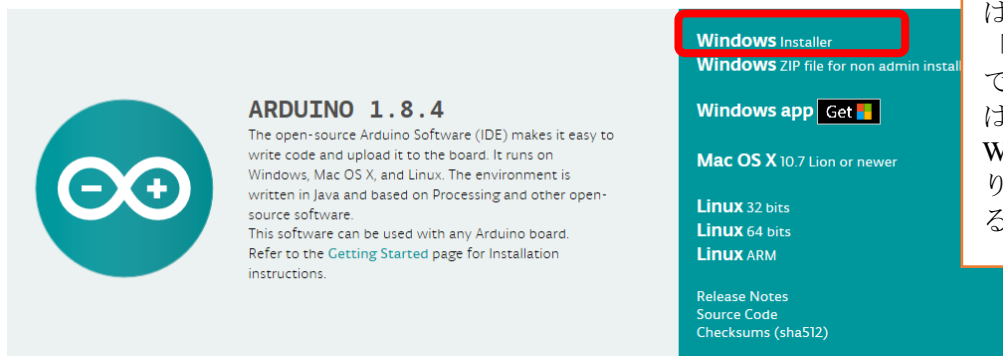 ARDUINO 1.8.4
The open-source Arduino Software (IDE) makes it easy to
write code and upload it to the board. It runs on
Windows, Mac OS X, and Linux. The environment is
written in Java and based on Processing and other open-
source software.
This software can be used with any Arduino board.
Refer to the Getting Started page for Installation
instructions.
Windows Installer
Windows ZIP file for non admin install
Windows app Get
Mac OS X 10.7 Lion or newer
Linux 32 bits
Linux 64 bits
Linux ARM
Release Notes
Source Code
Checksums (sha512)
は
「
で
は
W
り
る